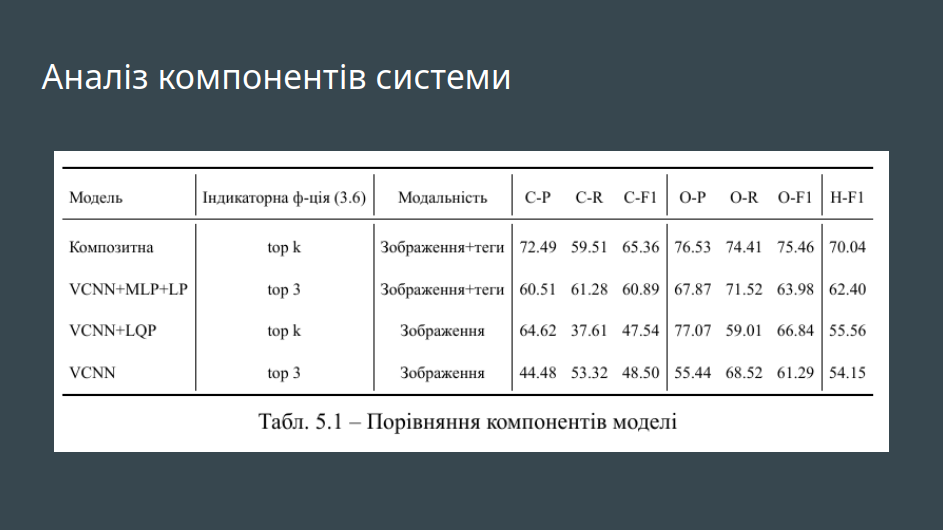 Аналіз компонентів системи
Модель Індикаторна ф-ція (3.6) Модальність C-P C-R C-F1 O-P O-R O-F1 H-F1
Композитна top k Зображення+теги 72.49 59.51 65.36 76.53 74.41 75.46 70.04
VCNN+MLP+LP top 3 Зображення+теги 60.51 61.28 60.89 67.87 71.52 63.98 62.40
VCNN+LQP top k Зображення 64.62 37.61 47.54 77.07 59.01 66.84 55.56
VCNN top 3 Зображення 44.48 53.32 48.50 55.44 68.52 61.29 54.15
Табл. 5.1 – Порівняння компонентів моделі